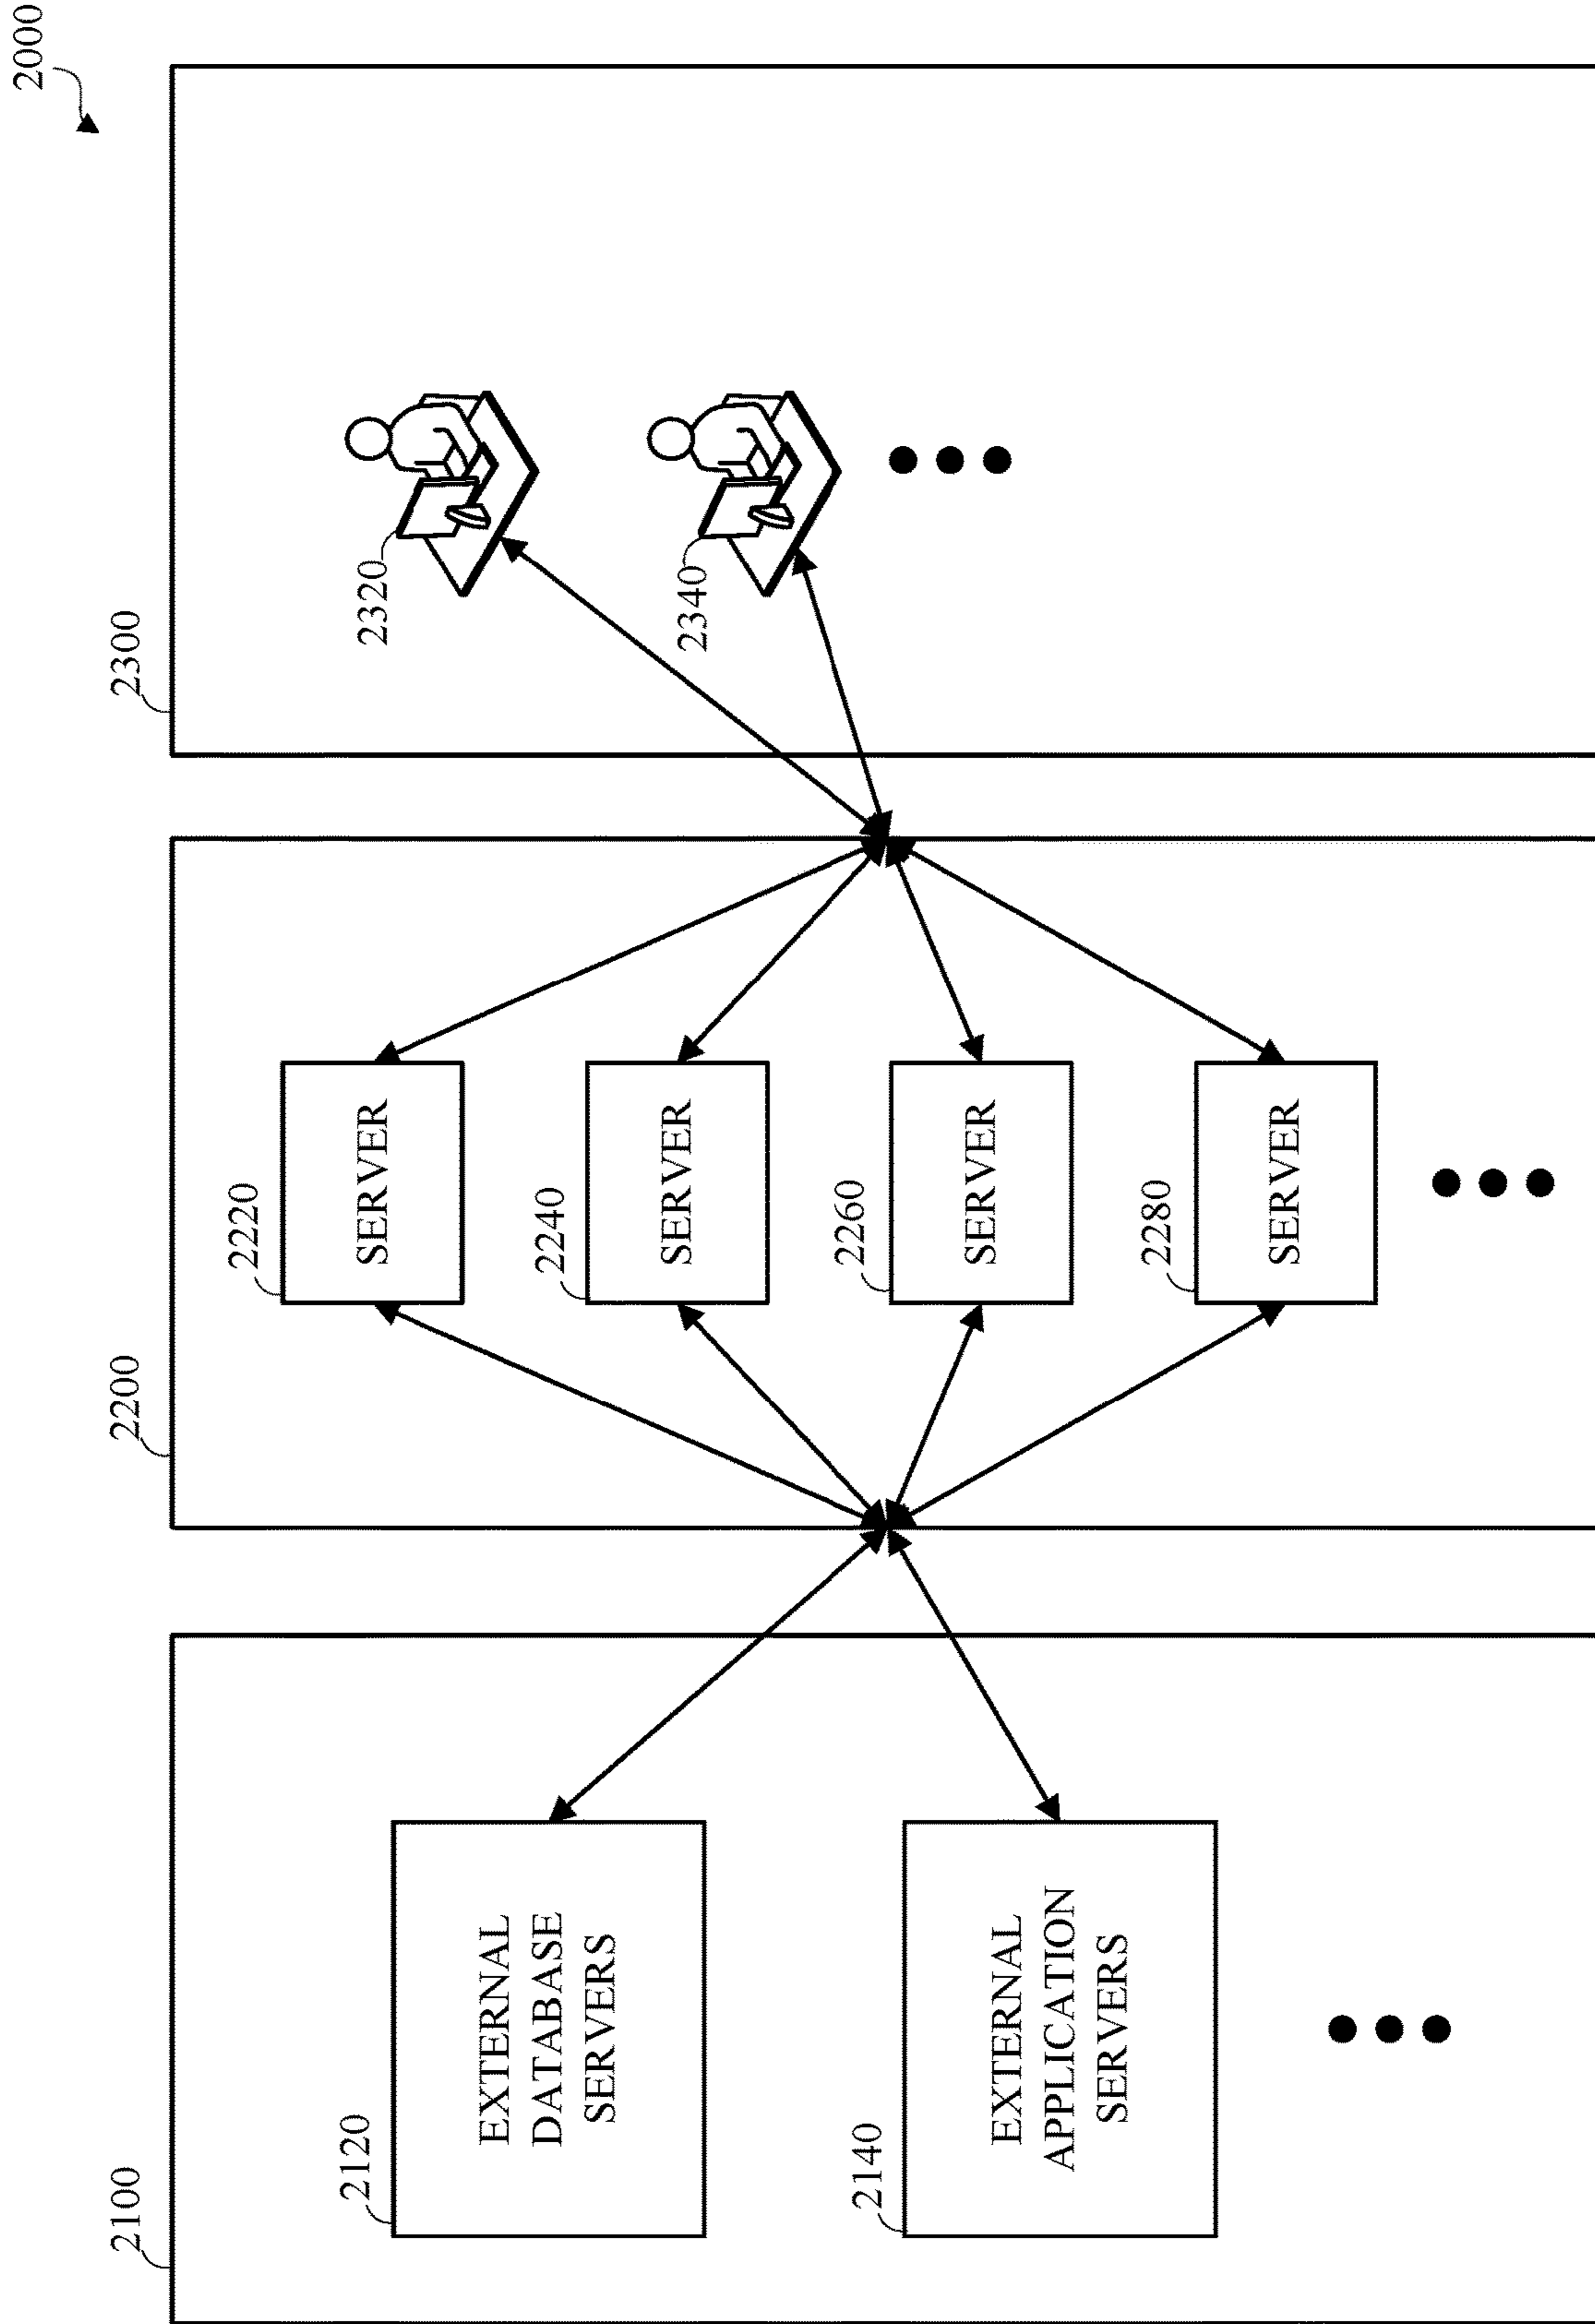 2000
2100
2200
2300
2120
EXTERNAL
DATABASE
SERVERS
2140
EXTERNAL
APPLICATION
SERVERS
2220
SERVER
2240
SERVER
2260
SERVER
2280
SERVER
2320
2340